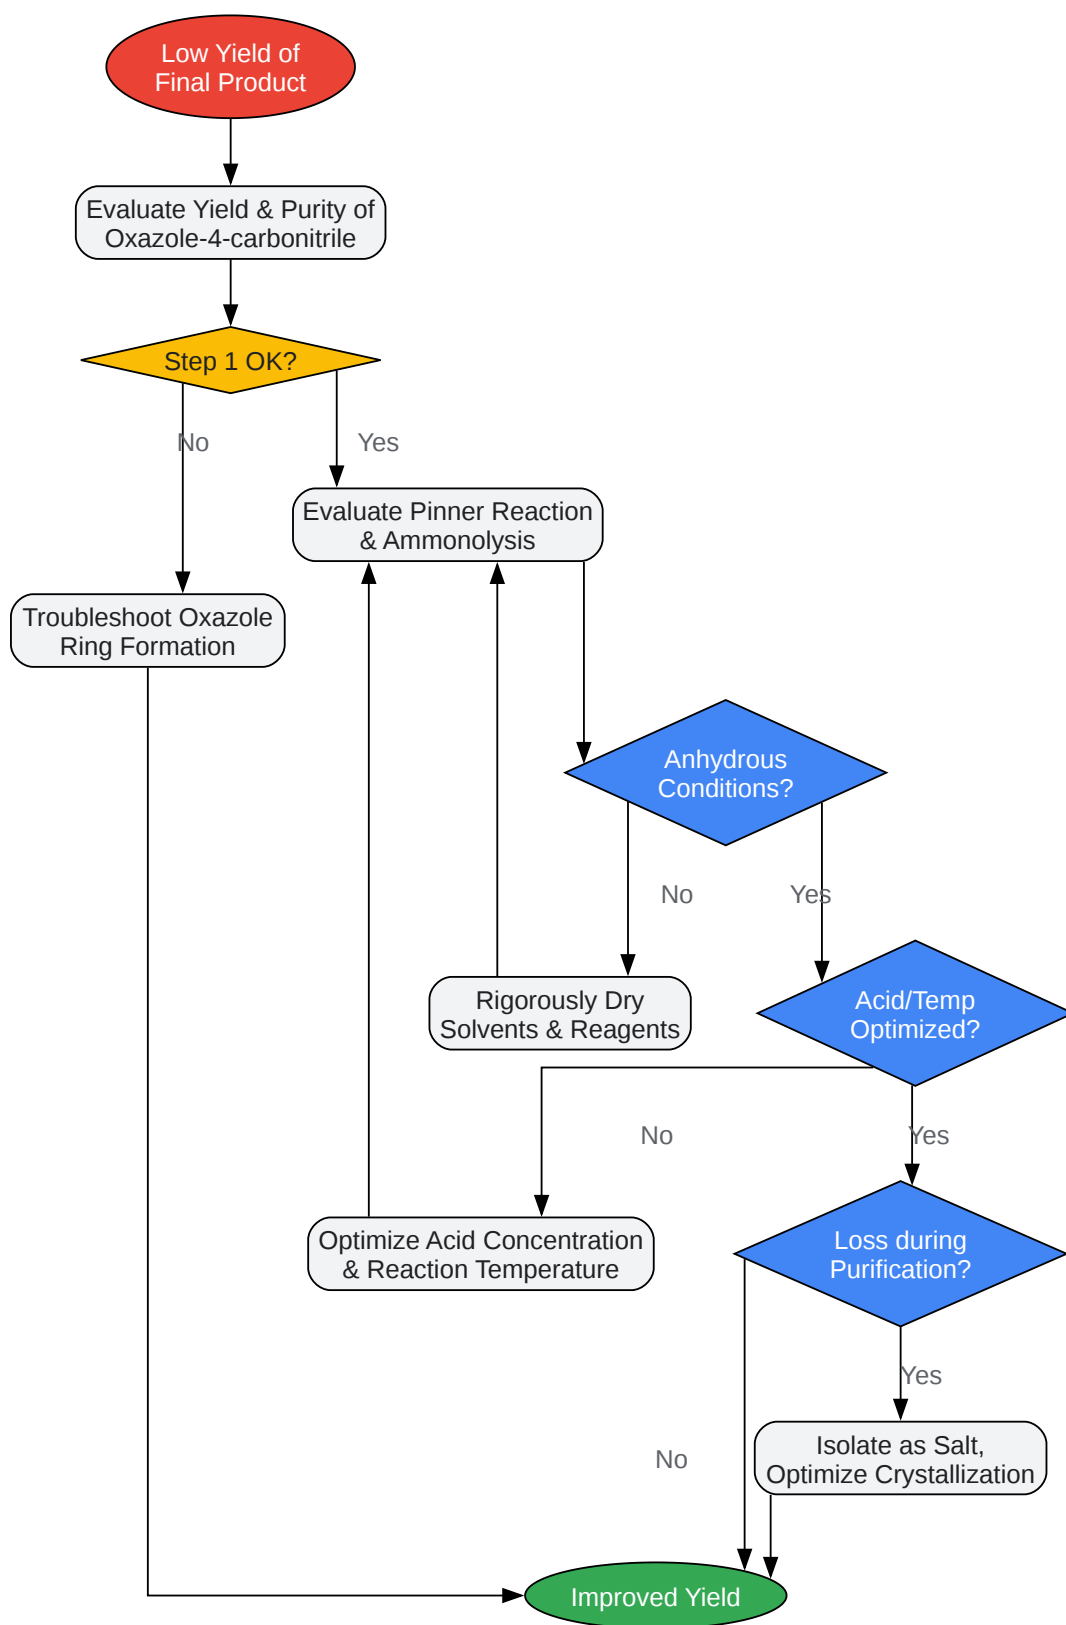 Low Yield of
Final Product
Evaluate Yield & Purity of
Oxazole-4-carbonitrile
Step 1 OK?
No
Yes
Evaluate Pinner Reaction
& Ammonolysis
Troubleshoot Oxazole
Ring Formation
Anhydrous
Conditions?
No
Yes
Rigorously Dry
Solvents & Reagents
Acid/Temp
Optimized?
No
Yes
Optimize Acid Concentration
& Reaction Temperature
Loss during
Purification?
Yes
No
Isolate as Salt,
Optimize Crystallization
Improved Yield